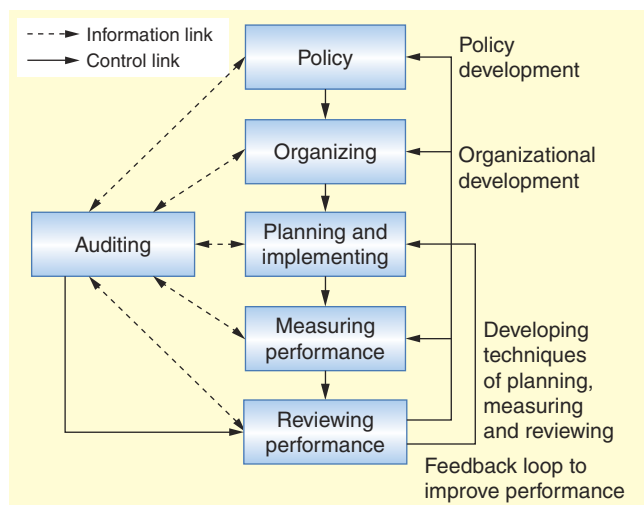 Information link
Control link
Policy
Policy
development
Organizing
Organizational
development
Auditing
Planning and
implementing
Measuring
performance
Developing
techniques
of planning,
measuring
and reviewing
Reviewing
performance
Feedback loop to
improve performance